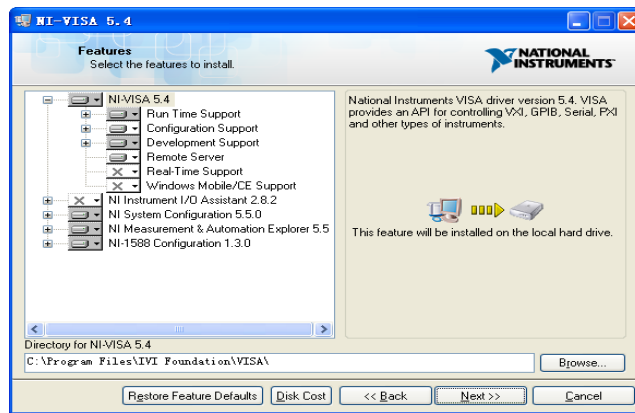 NI-VISA 5.4
Features
Select the features to install.
NATIONAL
INSTRUMENTS
NI-VISA 5.4
Run Time Support
Configuration Support
Development Support
Remote Server
Real-Time Support
Windows Mobile/CE Support
NI Instrument I/O Assistant 2.8.2
NI System Configuration 5.5.0
NI Measurement & Automation Explorer 5.5
NI-1588 Configuration 1.3.0
National Instruments VISA driver version 5.4. VISA
provides an API for controlling VXI, GPIB, Serial, PXI
and other types of instruments.
This feature will be installed on the local hard drive.
Directory for NI-VISA 5.4
C:\Program Files\IVI Foundation\VISA\
Browse...
Restore Feature Defaults
Disk Cost
<< Back
Next >>
Cancel